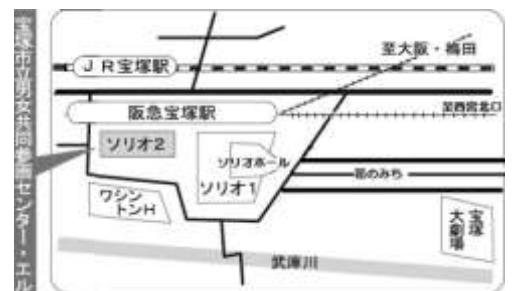 宝塚市立男女共同参画センター・エル
至大阪・梅田
JR宝塚駅
阪急宝塚駅
至西宮北口
ソリオ2
ソリオホール
ソリオ1
花のみち
ワシン
トンH
宝塚
大劇場
武庫川